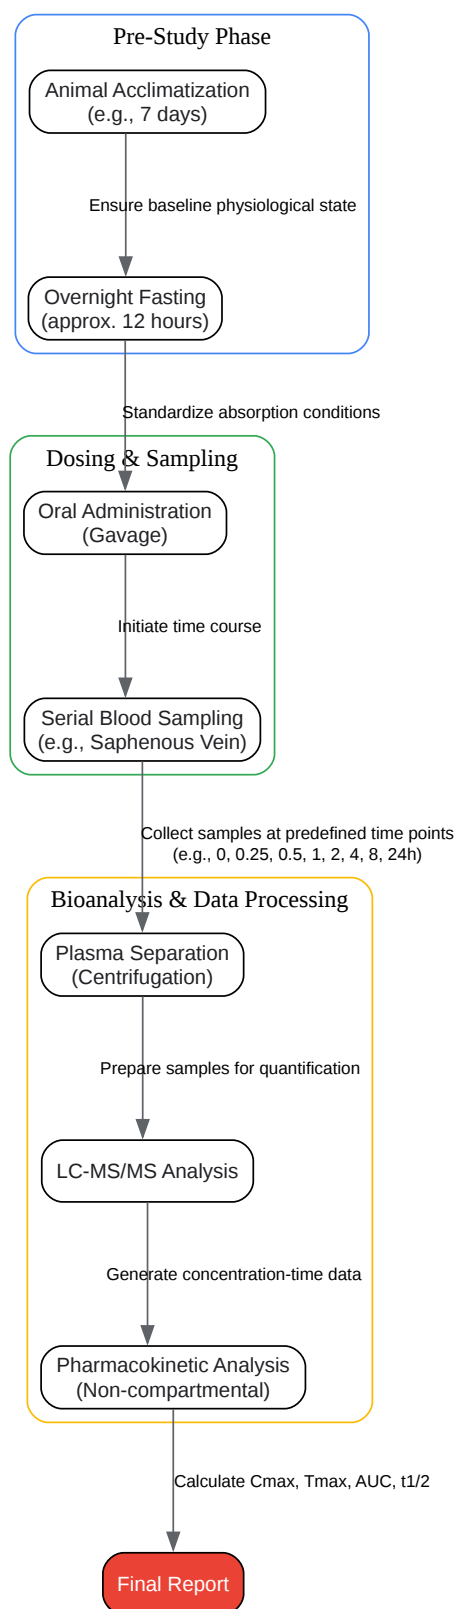 Pre-Study Phase
Animal Acclimatization
(e.g., 7 days)
Ensure baseline physiological state
Overnight Fasting
(approx. 12 hours)
Standardize absorption conditions
Dosing & Sampling
Oral Administration
(Gavage)
Initiate time course
Serial Blood Sampling
(e.g., Saphenous Vein)
Collect samples at predefined time points
(e.g., 0, 0.25, 0.5, 1, 2, 4, 8, 24h)
Bioanalysis & Data Processing
Plasma Separation
(Centrifugation)
Prepare samples for quantification
LC-MS/MS Analysis
Generate concentration-time data
Pharmacokinetic Analysis
(Non-compartmental)
Calculate Cmax, Tmax, AUC, t1/2
Final Report